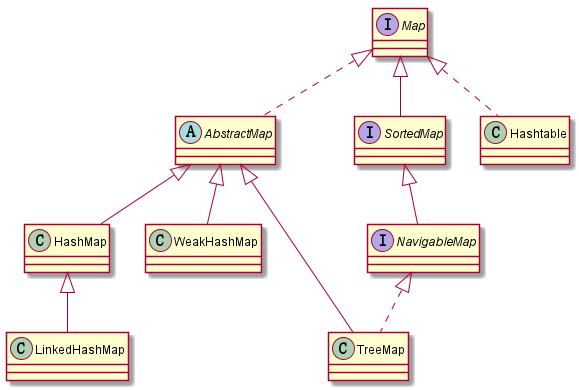 I Map
A AbstractMap
I SortedMap
C Hashtable
C HashMap
C WeakHashMap
I NavigableMap
C LinkedHashMap
C TreeMap